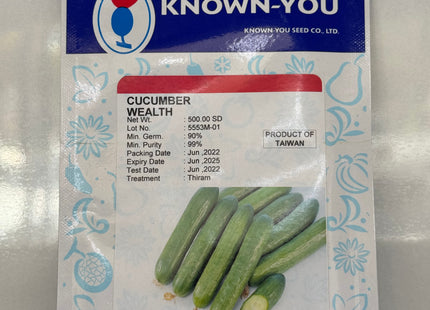 KNOWN-YOU
KNOWN-YOU SEED CO., LTD.
CUCUMBER
WEALTH
Net Wt. : 500.00 SD
Lot No. : 5553M-01
Min. Germ. : 90%
Min. Purity : 99%
Packing Date : Jun ,2022
Expiry Date : Jun ,2025
Test Date : Jun ,2022
Treatment : Thiram
PRODUCT OF
TAIWAN